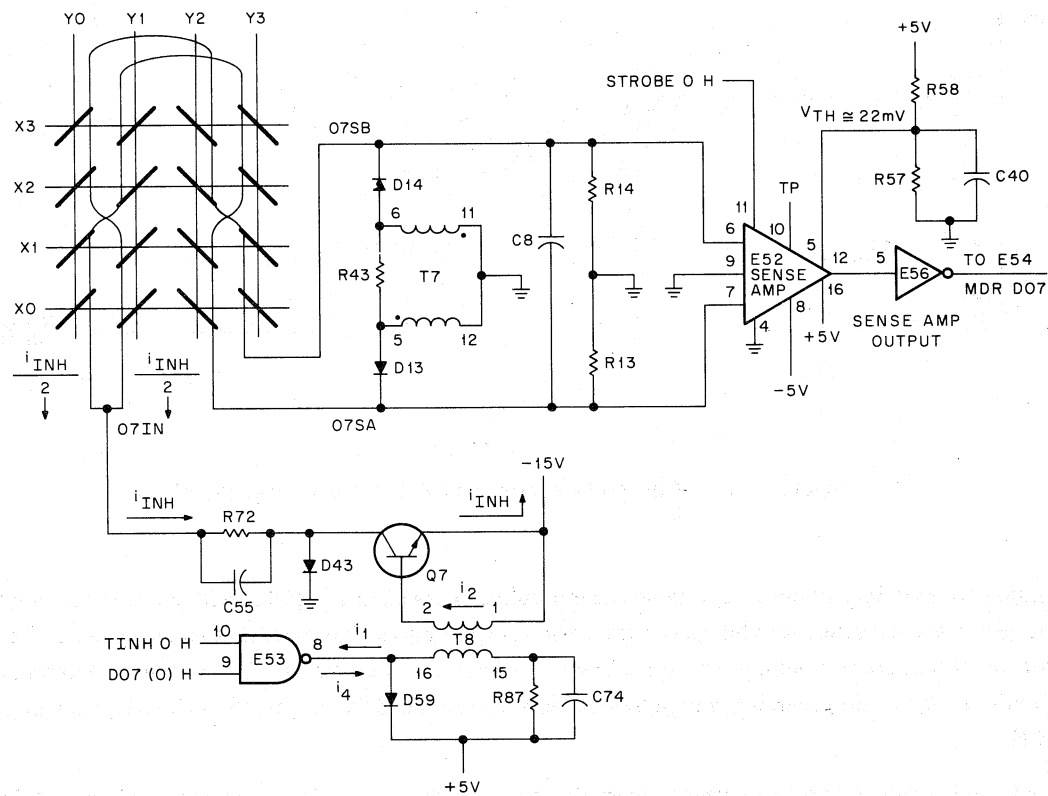 Y0 Y1 Y2 Y3
+5V
R58
STROBE 0 H
VTH ≅ 22mV
X3
07SB
R57
C40
TP
X2
D14
R14
11
10
6
11
6
5
C8
9
E52
SENSE
AMP
12
5
E56
TO E54
MDR D07
X1
R43
T7
7
16
8
4
SENSE AMP
OUTPUT
X0
5
12
+5V
D13
R13
-5V
iINH
2
iINH
2
07IN
07SA
-15V
iINH
iINH
R72
D43
Q7
C55
i2
2
1
T8
TINH 0 H
10
8
i1
D07 (0) H
9
E53
16
15
i4
D59
R87
C74
+5V